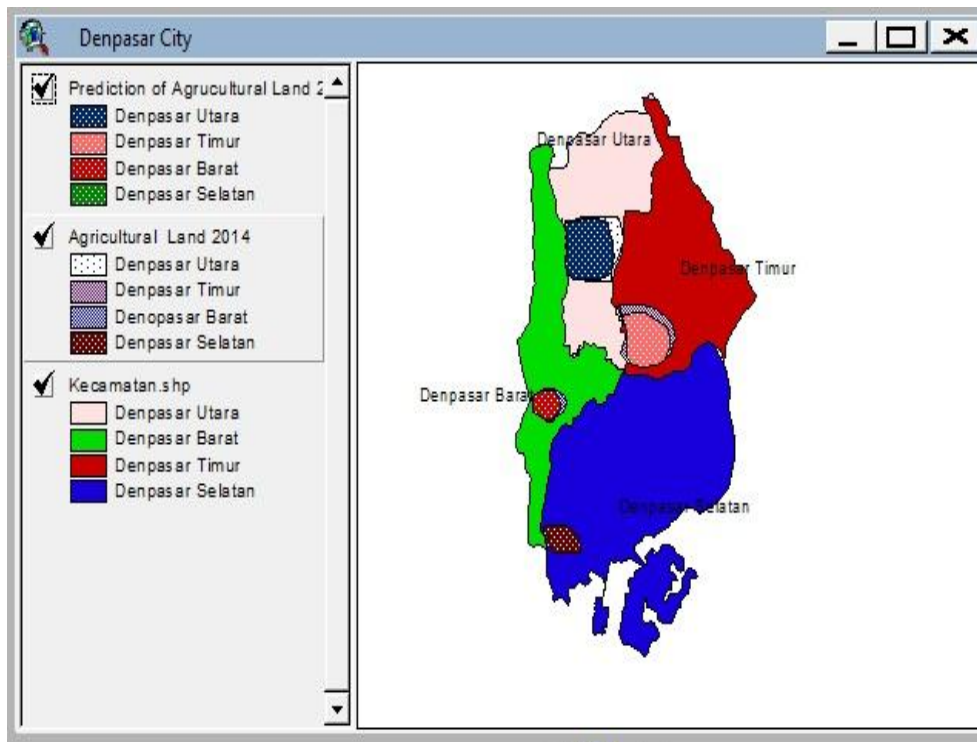 Denpasar City
Prediction of Agrucultural Land 2
Denpasar Utara
Denpasar Timur
Denpasar Barat
Denpasar Selatan
Agricultural Land 2014
Denpasar Utara
Denpasar Timur
Denopasar Barat
Denpasar Selatan
Kecamatan.shp
Denpasar Utara
Denpasar Barat
Denpasar Timur
Denpasar Selatan
Denpasar Utara
Denpasar Timur
Denpasar Barat
Denpasar Selatan